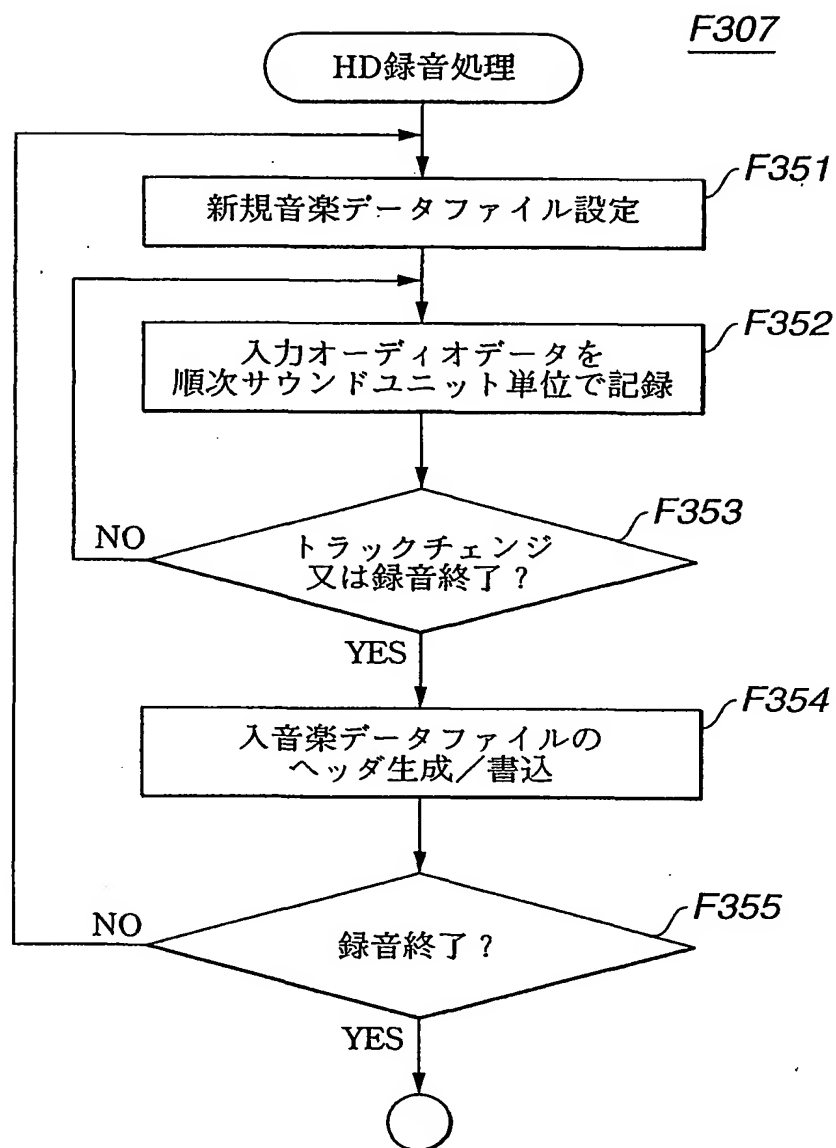 F307
HD録音処理
F351
新規音楽データファイル設定
F352
入力オーディオデータを
順次サウンドユニット単位で記録
F353
NO
トラックチェンジ
又は録音終了？
YES
F354
入音楽データファイルの
ヘッダ生成／書込
F355
NO
録音終了？
YES